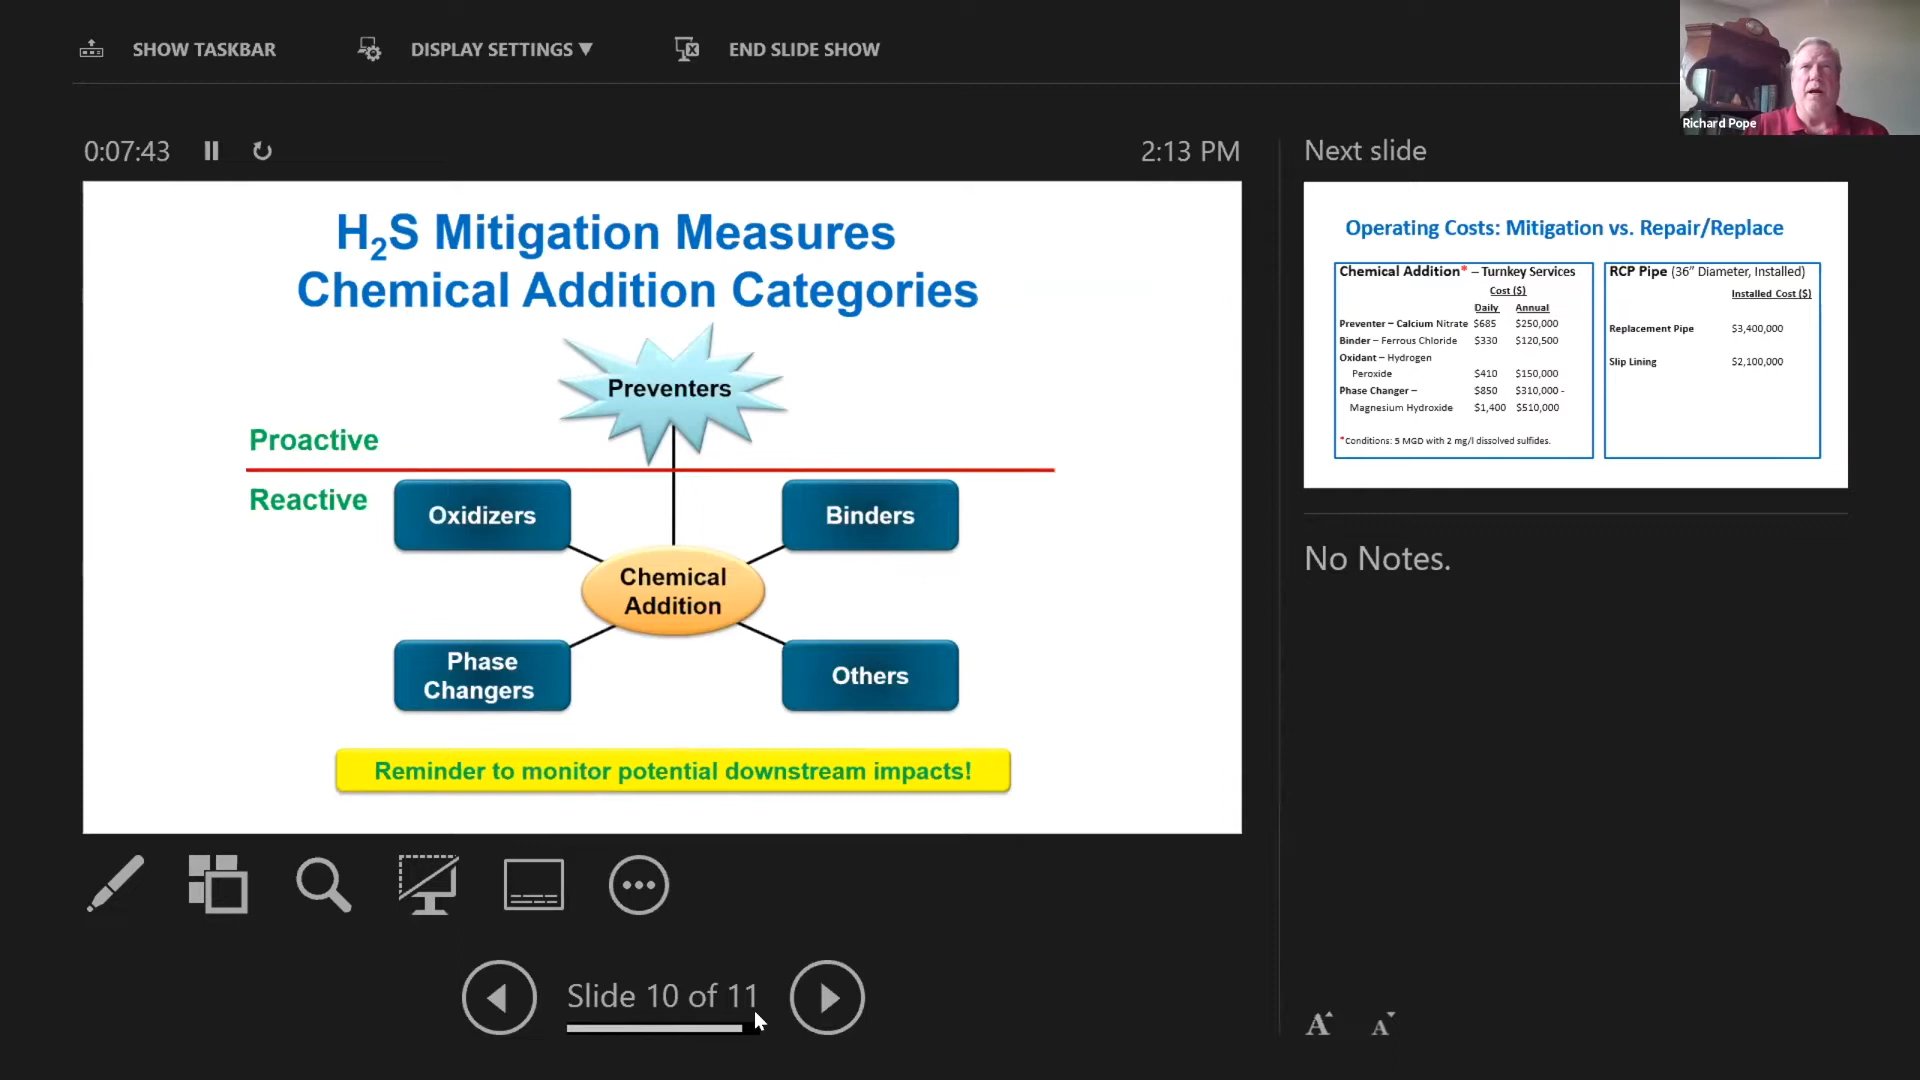 SHOW TASKBAR
DISPLAY SETTINGS ▼
END SLIDE SHOW
Richard Pope
0:07:43
2:13 PM
Next slide
H₂S Mitigation Measures
Chemical Addition Categories
Preventers
Proactive
Reactive
Oxidizers
Binders
Chemical
Addition
Phase
Changers
Others
Reminder to monitor potential downstream impacts!
Operating Costs: Mitigation vs. Repair/Replace
Chemical Addition* – Turnkey Services
Cost ($)
Daily Annual
Preventer – Calcium Nitrate $685 $250,000
Binder – Ferrous Chloride $330 $120,500
Oxidant – Hydrogen
Peroxide $410 $150,000
Phase Changer – $850 $310,000 -
Magnesium Hydroxide $1,400 $510,000
*Conditions: 5 MGD with 2 mg/l dissolved sulfides.
RCP Pipe (36” Diameter, Installed)
Installed Cost ($)
Replacement Pipe $3,400,000
Slip Lining $2,100,000
No Notes.
Slide 10 of 11
A A